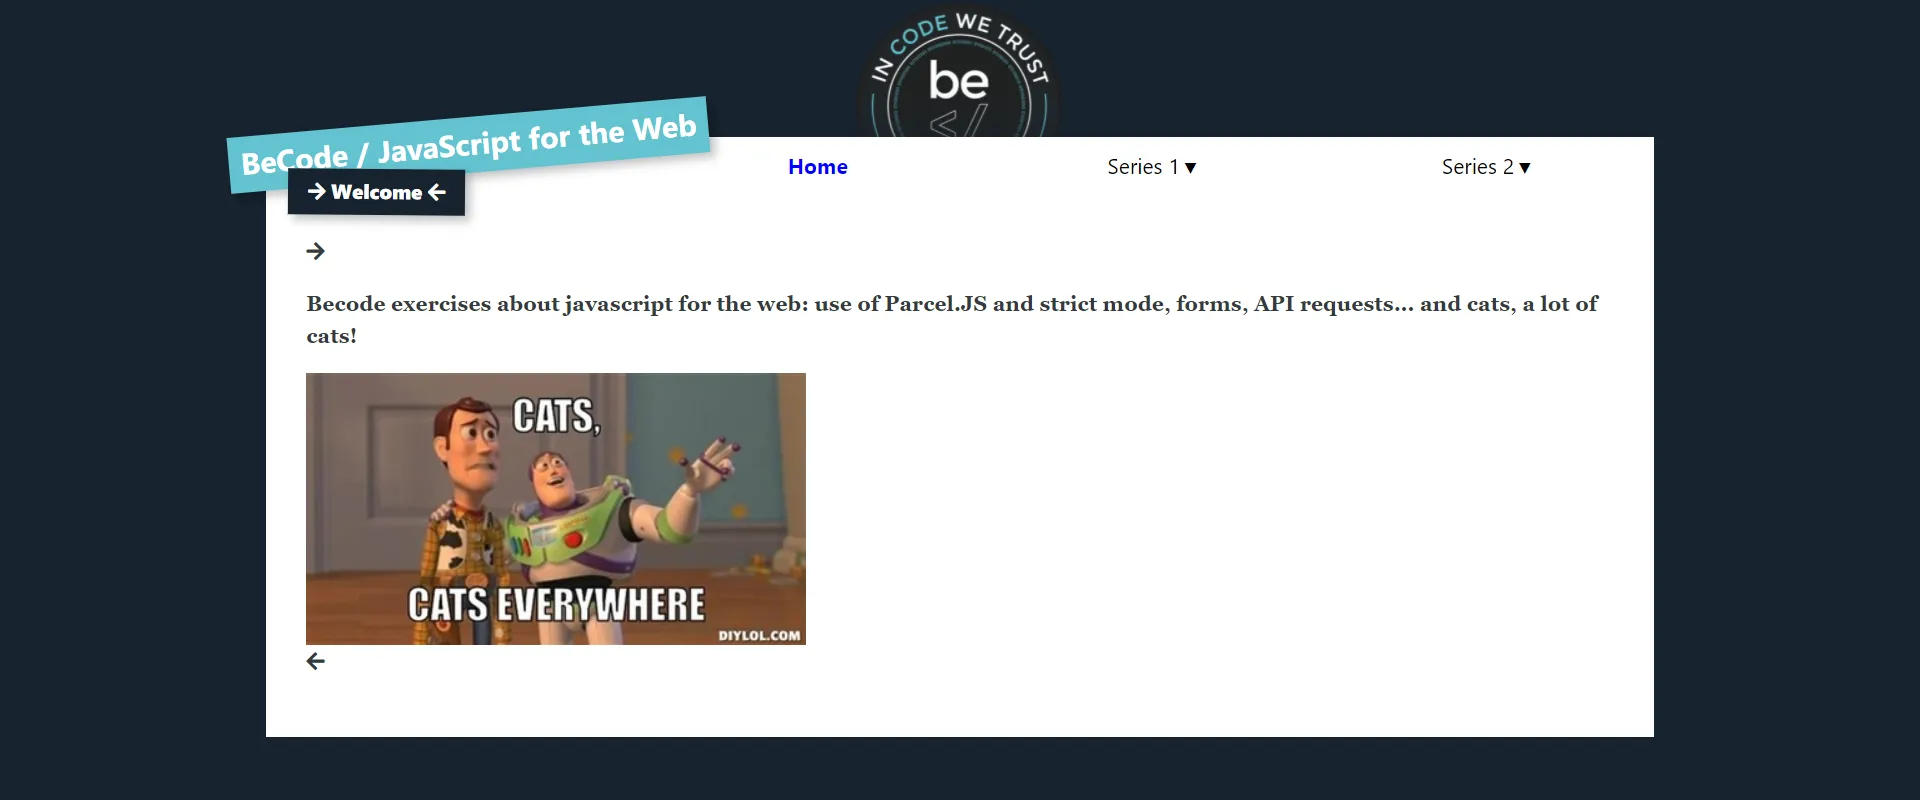 IN CODE WE TRUST
be
</
BeCode / JavaScript for the Web
Home
Series 1 ▼
Series 2 ▼
→ Welcome ←
→
Becode exercises about javascript for the web: use of Parcel.JS and strict mode, forms, API requests... and cats, a lot of
cats!
CATS,
CATS EVERYWHERE
DIYLOL.COM
←